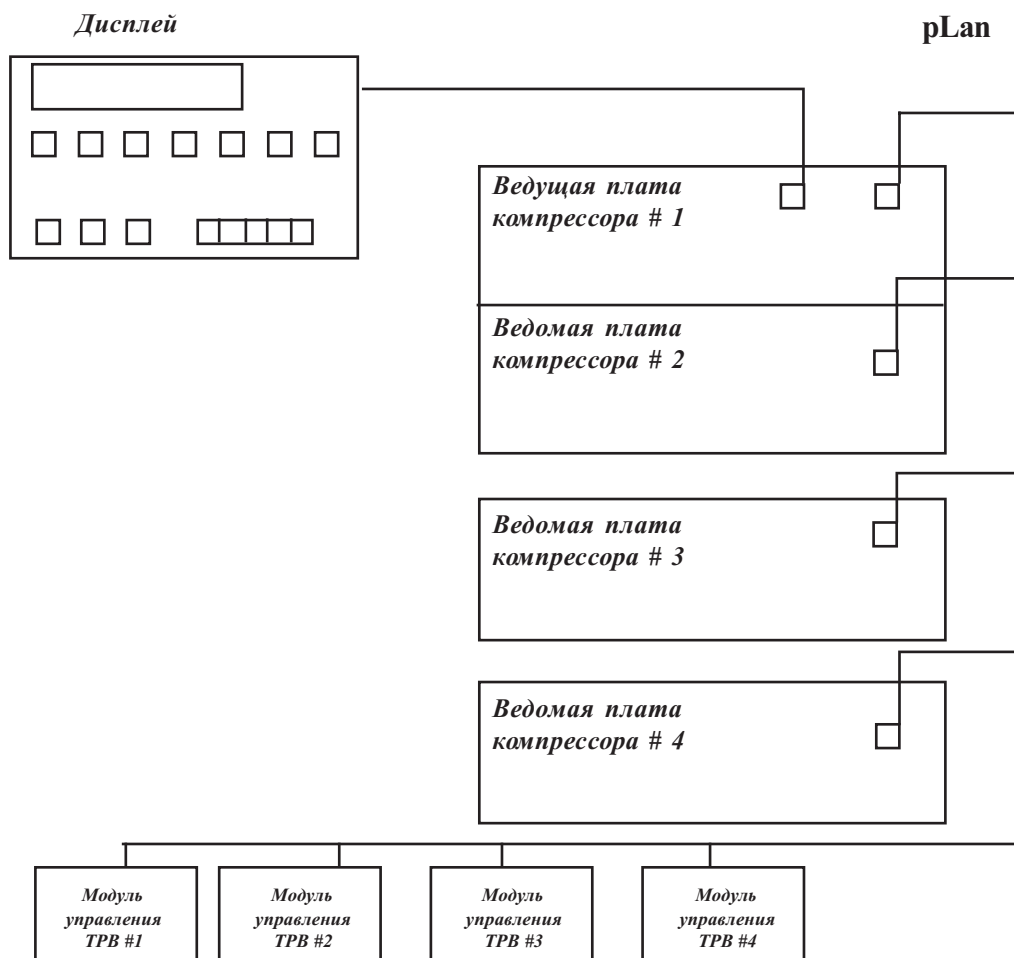 Дисплей
pLan
Ведущая плата
компрессора # 1
Ведомая плата
компрессора # 2
Ведомая плата
компрессора # 3
Ведомая плата
компрессора # 4
Модуль
управления
ТРВ #1
Модуль
управления
ТРВ #2
Модуль
управления
ТРВ #3
Модуль
управления
ТРВ #4